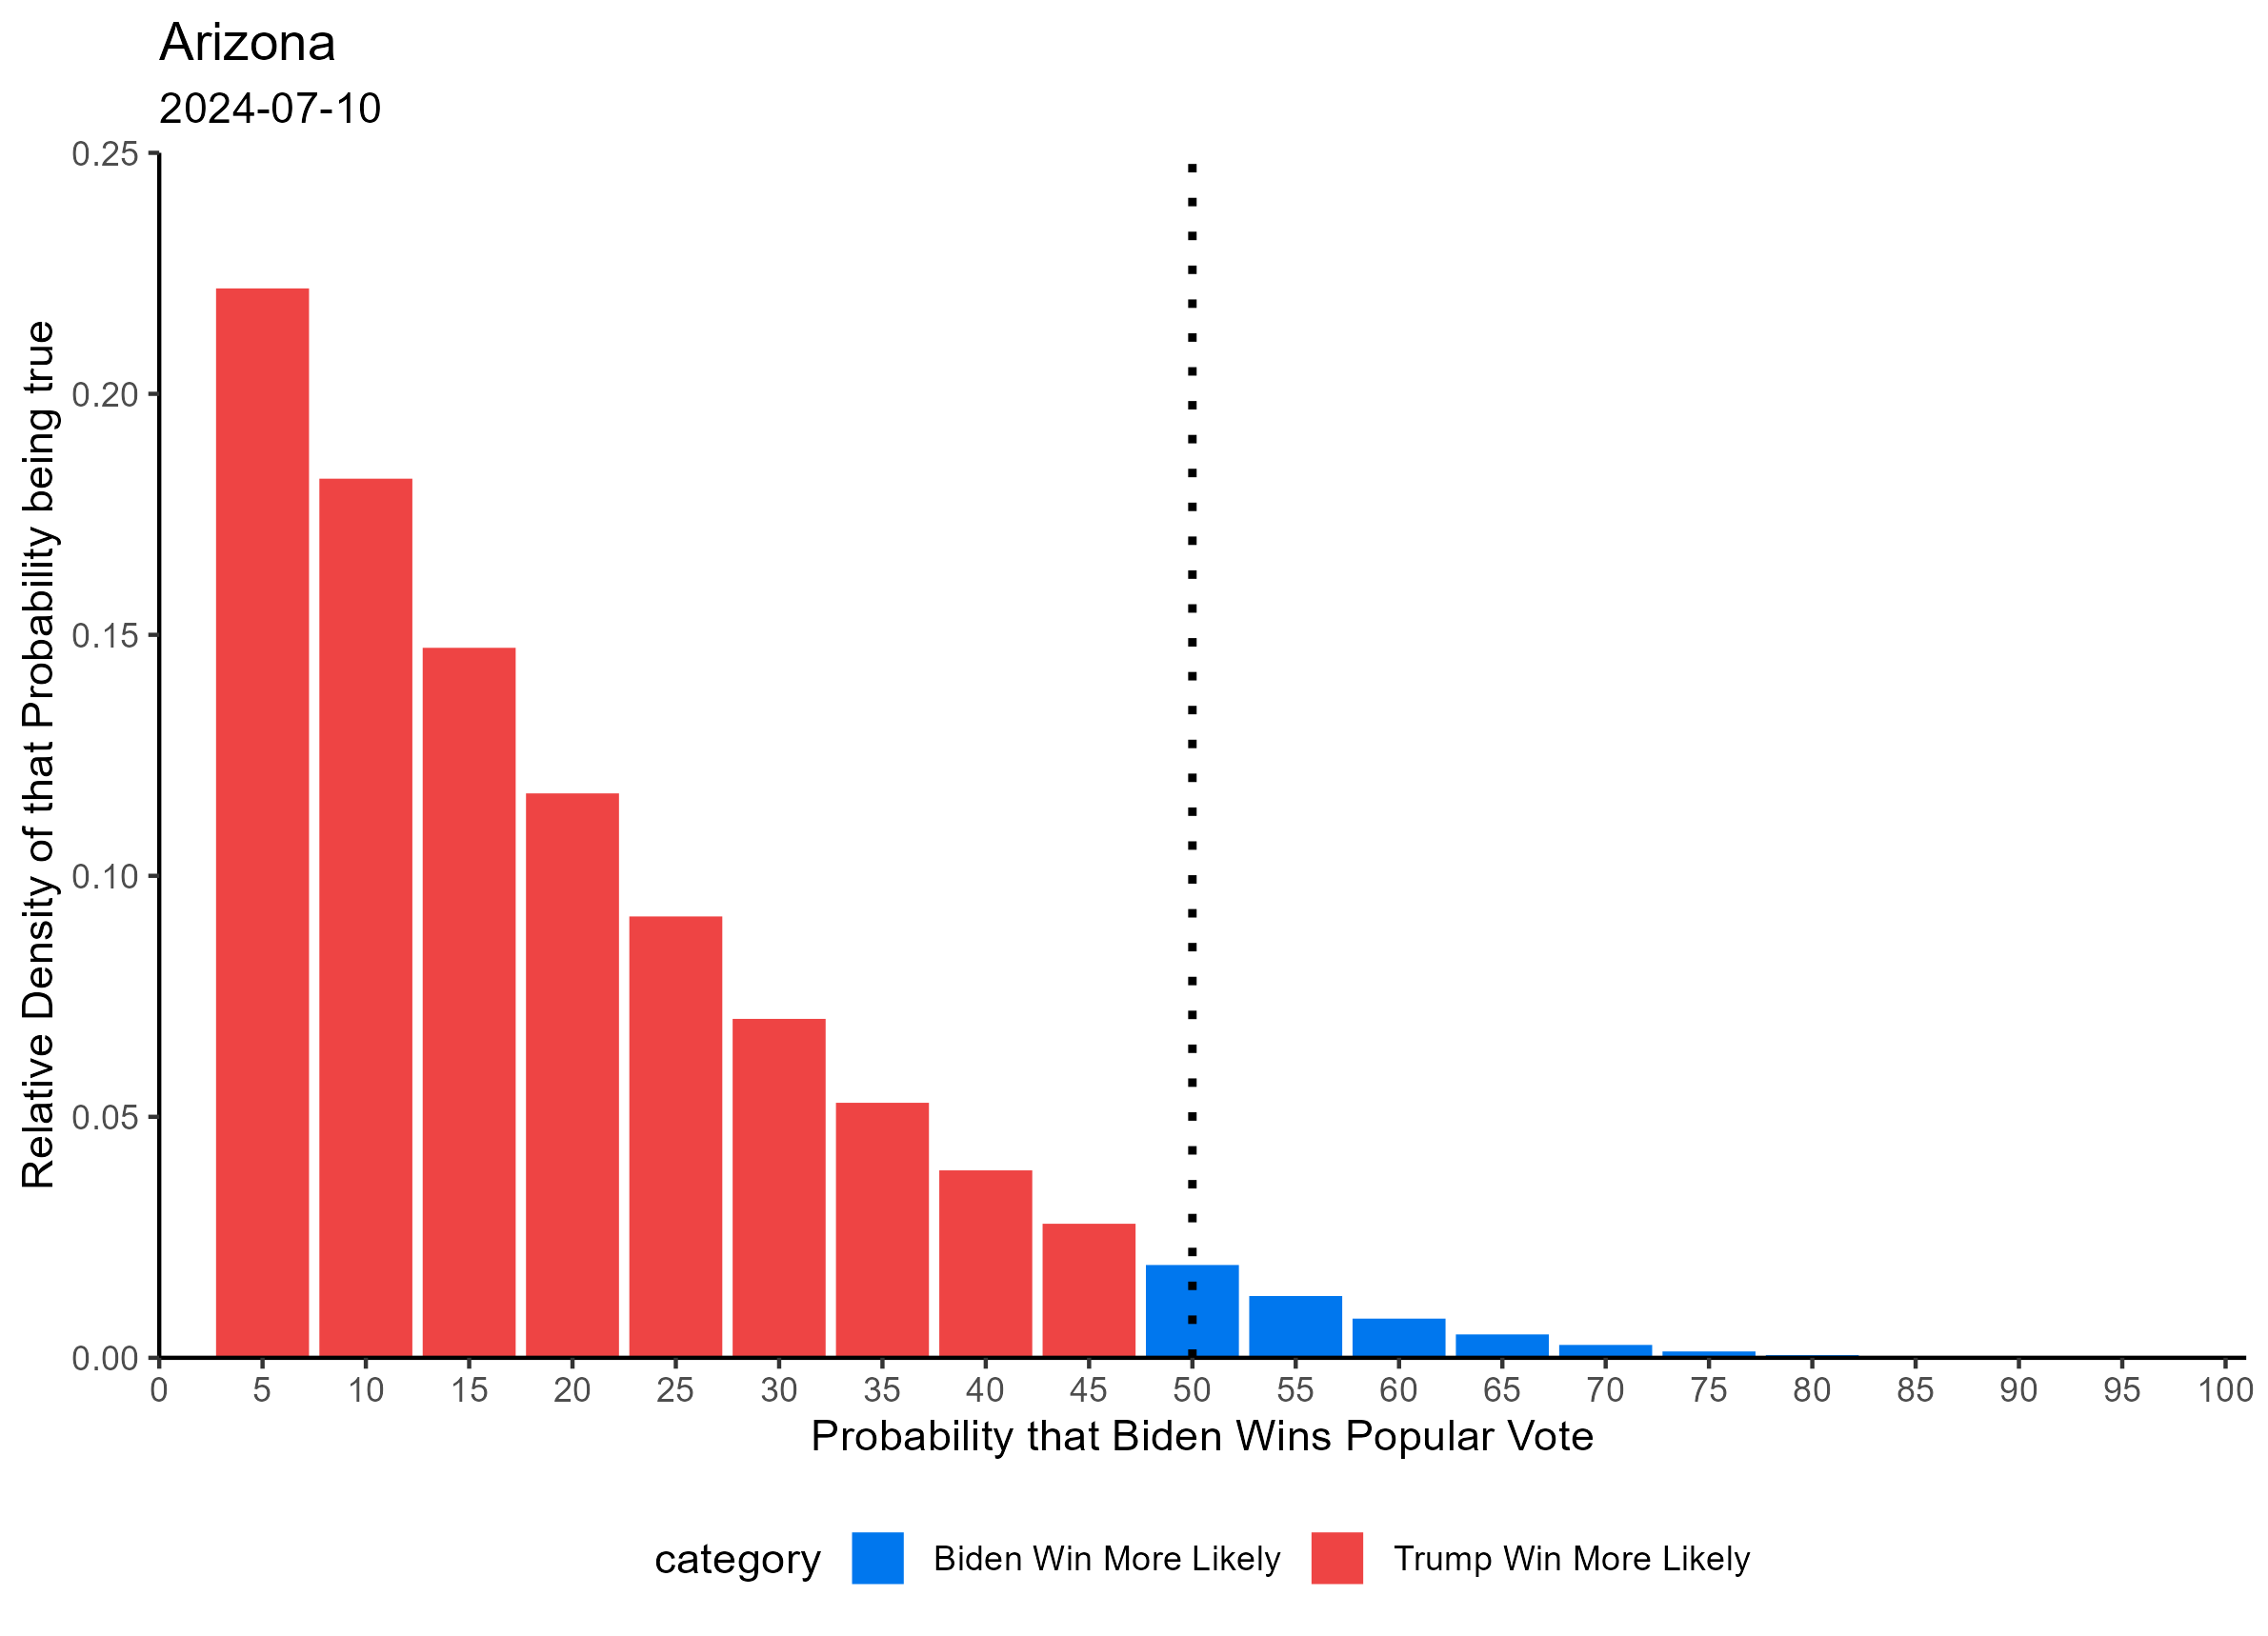 Arizona
2024-07-10
Relative Density of that Probability being true
0.25
0.20
0.15
0.10
0.05
0.00
0 5 10 15 20 25 30 35 40 45 50 55 60 65 70 75 80 85 90 95 100
Probability that Biden Wins Popular Vote
category Biden Win More Likely Trump Win More Likely